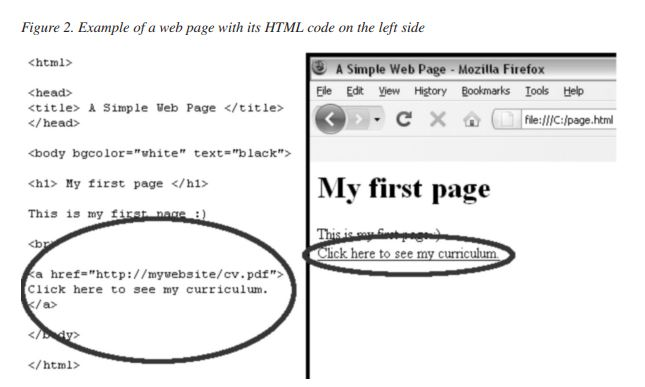 Figure 2. Example of a web page with its HTML code on the left side
<html>
<head>
<title> A Simple Web Page </title>
</head>
<body bgcolor="white" text="black">
<h1> My first page </h1>
This is my first page :)
<br>
<a href="http://mywebsite/cv.pdf">
Click here to see my curriculum.
</a>
</body>
</html>
A Simple Web Page - Mozilla Firefox
File Edit View History Bookmarks Tools Help
file:///C:/page.html
My first page
This is my first page :)
Click here to see my curriculum.